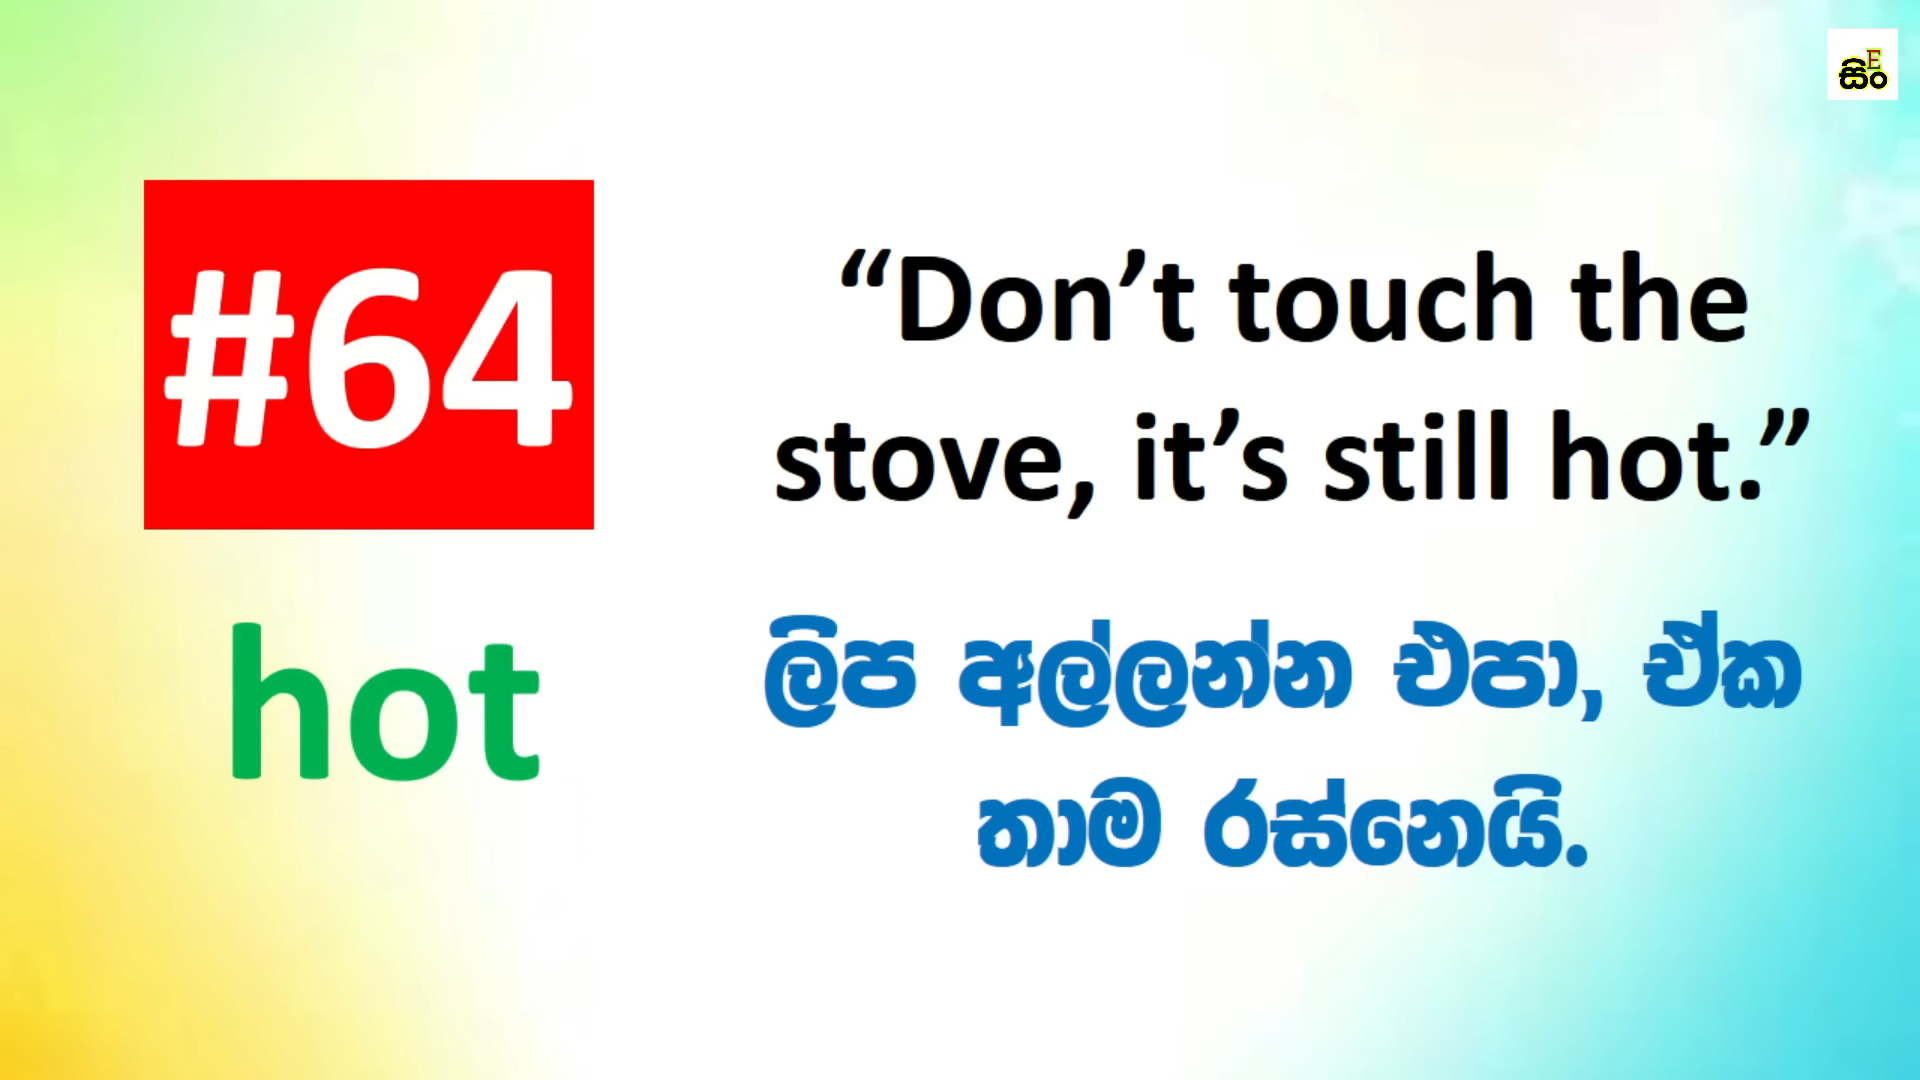 සිංE
#64
hot
“Don’t touch the
stove, it’s still hot.”
ලිප අල්ලන්න එපා, ඒක
තාම රස්නෙයි.